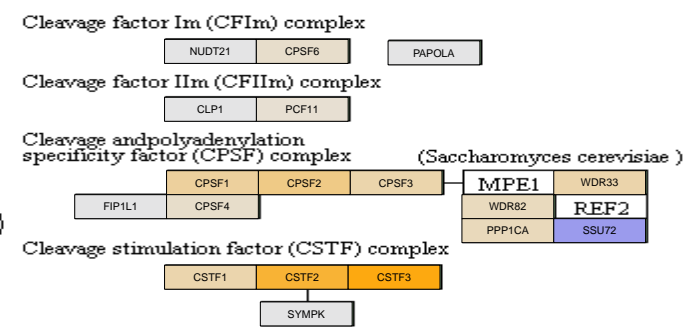 Cleavage factor Im (CFIm) complex
NUDT21 CPSF6 PAPOLA
Cleavage factor IIm (CFIIm) complex
CLP1 PCF11
Cleavage andpolyadenylation
specificity factor (CPSF) complex (Saccharomyces cerevisiae )
CPSF1 CPSF2 CPSF3 MPE1 WDR33
FIP1L1 CPSF4 WDR82 REF2
PPP1CA SSU72
Cleavage stimulation factor (CSTF) complex
CSTF1 CSTF2 CSTF3
SYMPK